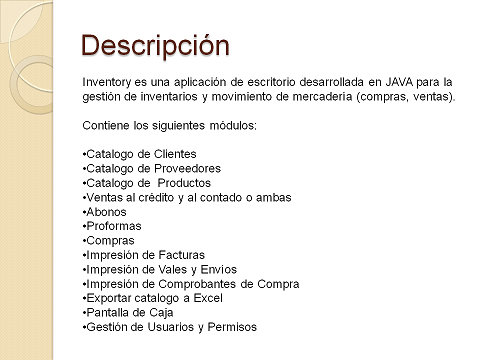 Descripción
Inventory es una aplicación de escritorio desarrollada en JAVA para la
gestión de inventarios y movimiento de mercadería (compras, ventas).
Contiene los siguientes módulos:
•Catalogo de Clientes
•Catalogo de Proveedores
•Catalogo de Productos
•Ventas al crédito y al contado o ambas
•Abonos
•Proformas
•Compras
•Impresión de Facturas
•Impresión de Vales y Envíos
•Impresión de Comprobantes de Compra
•Exportar catalogo a Excel
•Pantalla de Caja
•Gestión de Usuarios y Permisos